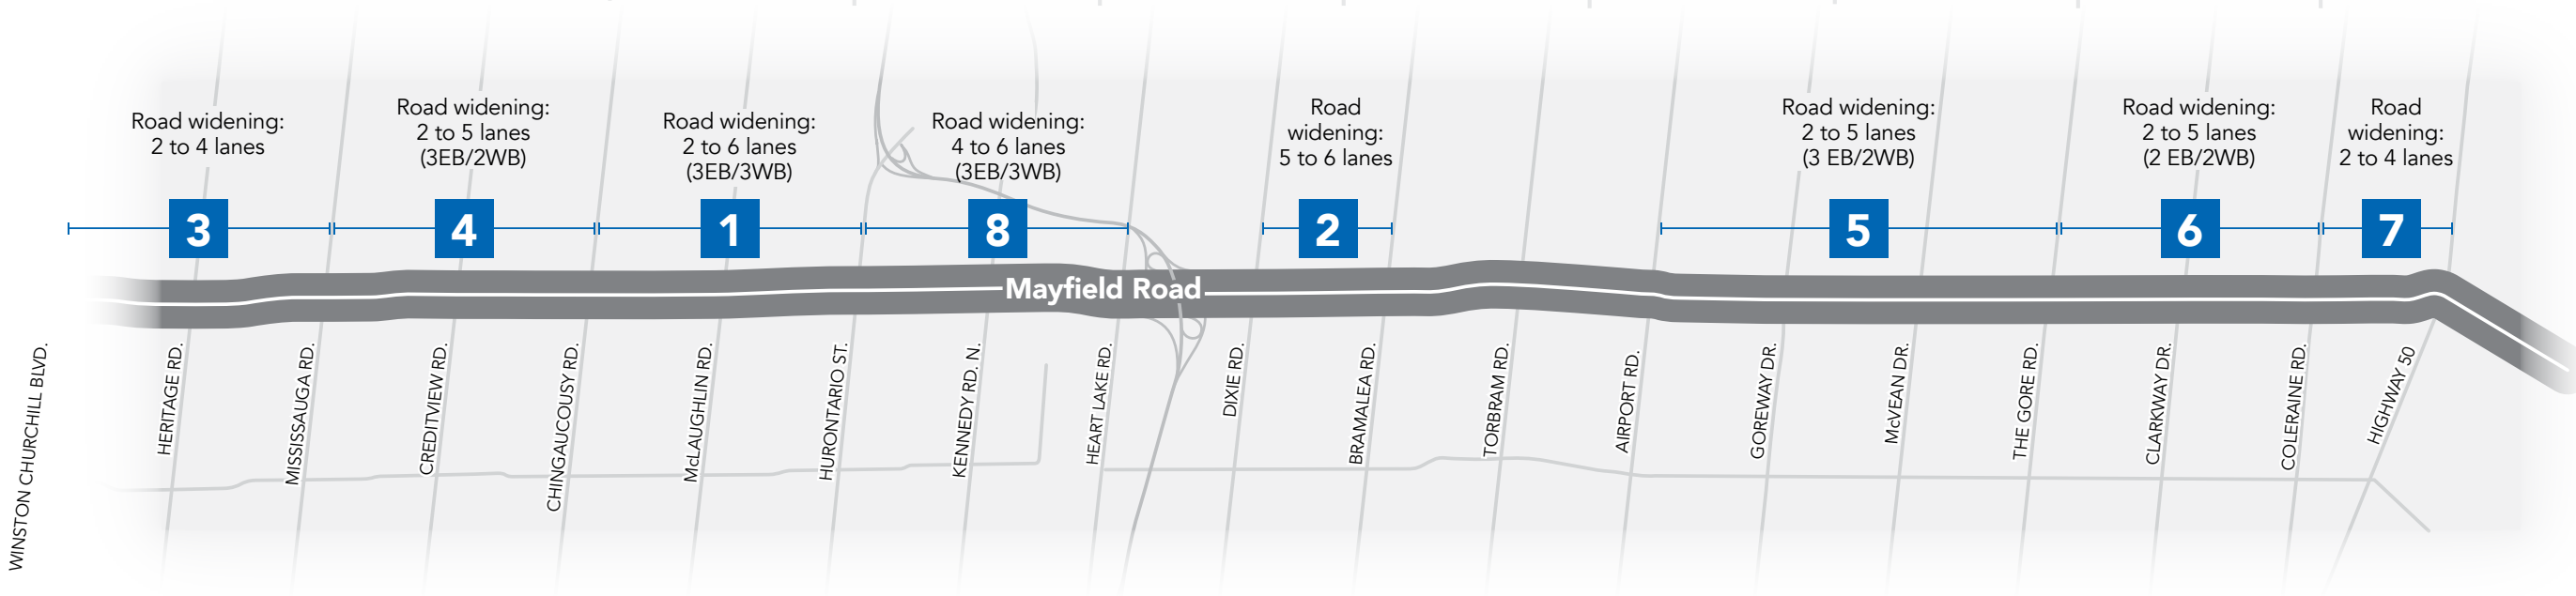 Road widening:
2 to 4 lanes
Road widening:
2 to 5 lanes
(3EB/2WB)
Road widening:
2 to 6 lanes
(3EB/3WB)
Road widening:
4 to 6 lanes
(3EB/3WB)
Road
widening:
5 to 6 lanes
Road widening:
2 to 5 lanes
(3 EB/2WB)
Road widening:
2 to 5 lanes
(2 EB/2WB)
Road
widening:
2 to 4 lanes
3
4
1
8
2
5
6
7
Mayfield Road
WINSTON CHURCHILL BLVD.
HERITAGE RD.
MISSISSAUGA RD.
CREDITVIEW RD.
CHINGAUCOUSY RD.
McLAUGHLIN RD.
HURONTARIO ST.
KENNEDY RD. N.
HEART LAKE RD.
DIXIE RD.
BRAMALEA RD.
TORBRAM RD.
AIRPORT RD.
GOREWAY DR.
McVEAN DR.
THE GORE RD.
CLARKWAY DR.
COLERAINE RD.
HIGHWAY 50